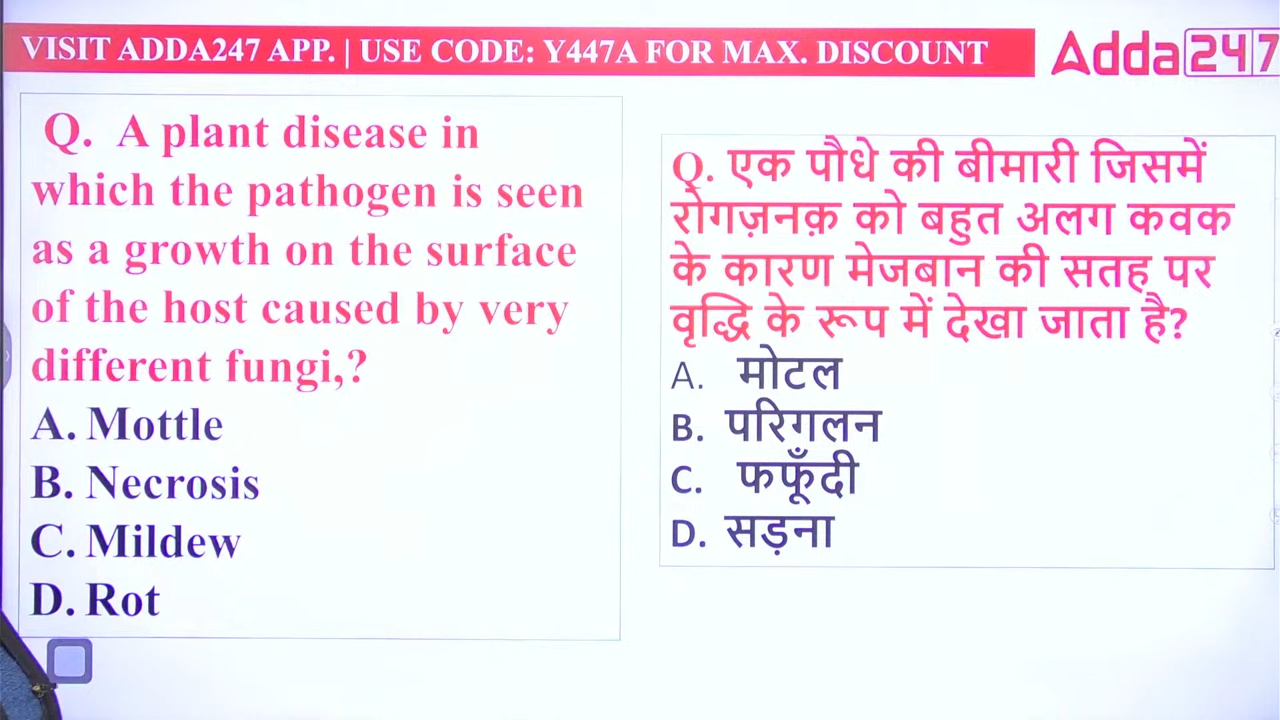 VISIT ADDA247 APP. | USE CODE: Y447A FOR MAX. DISCOUNT
Adda247
Q. A plant disease in
which the pathogen is seen
as a growth on the surface
of the host caused by very
different fungi,?
A. Mottle
B. Necrosis
C. Mildew
D. Rot
Q. एक पौधे की बीमारी जिसमें
रोगज़नक़ को बहुत अलग कवक
के कारण मेजबान की सतह पर
वृद्धि के रूप में देखा जाता है?
A. मोटल
B. परिगलन
C. फफूँदी
D. सड़ना